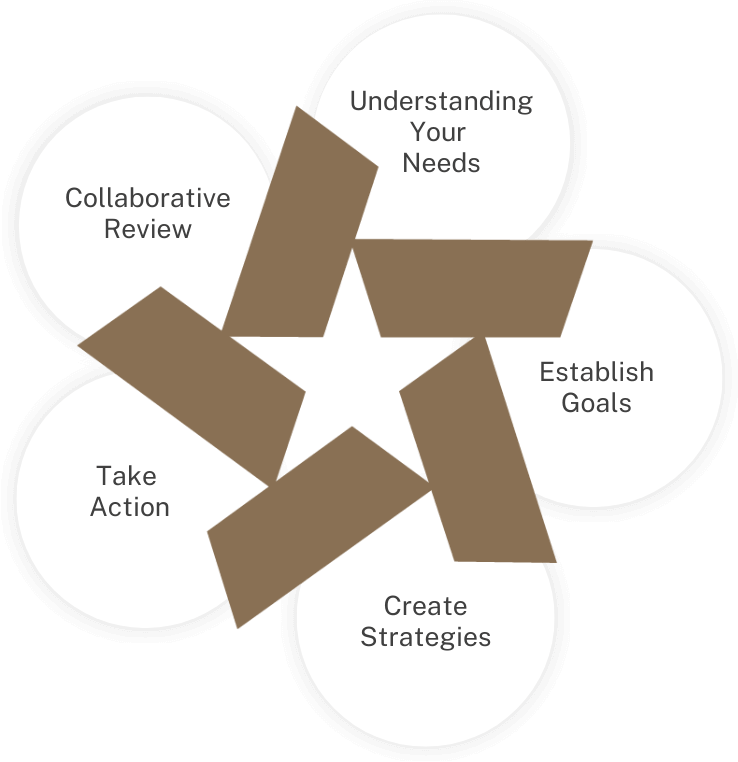 Understanding
Your
Needs
Establish
Goals
Create
Strategies
Take
Action
Collaborative
Review